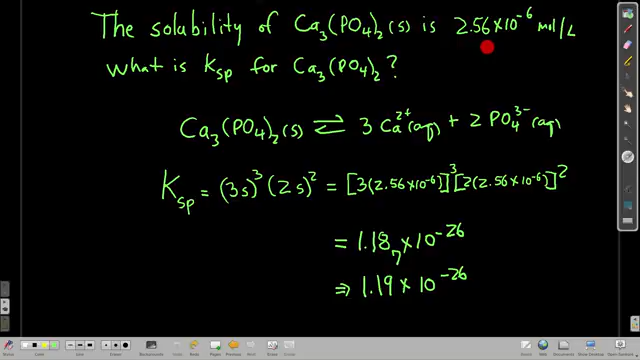 The solubility of Ca₃(PO₄)₂(s) is 2.56×10⁻⁶ mol/L
What is Ksp for Ca₃(PO₄)₂?
Ca₃(PO₄)₂(s) ⇌ 3 Ca²⁺(aq) + 2 PO₄³⁻(aq)
Ksp = (3s)³(2s)² = [3(2.56×10⁻⁶)]³[2(2.56×10⁻⁶)]²
= 1.18₇×10⁻²⁶
⇒ 1.19×10⁻²⁶